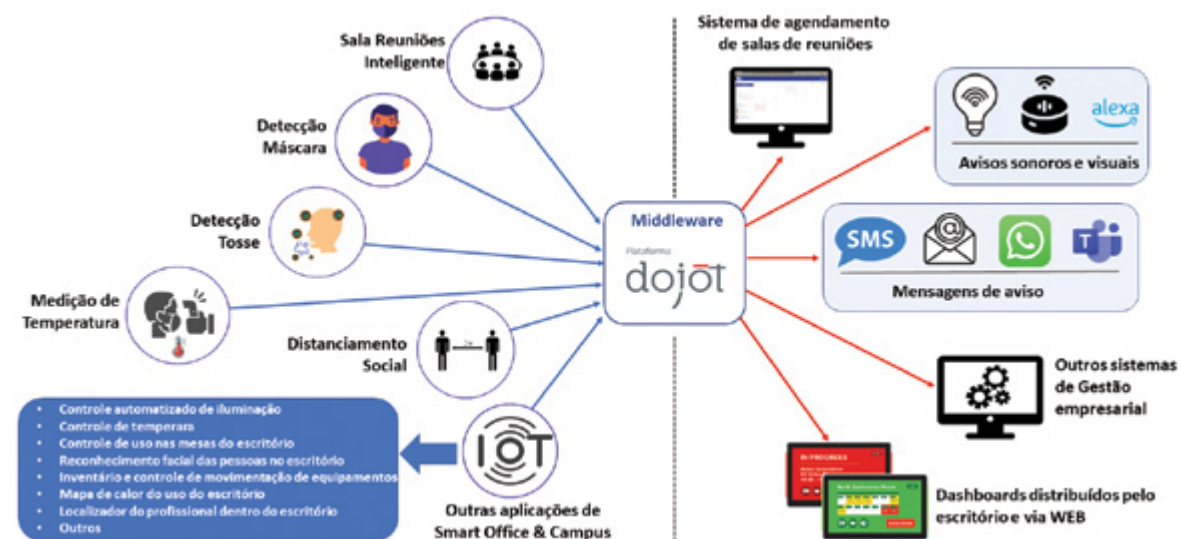 Sala Reuniões
Inteligente
Detecção
Máscara
Detecção
Tosse
Medição de
Temperatura
Distanciamento
Social
• Controle automatizado de iluminação
• Controle de temperara
• Controle de uso nas mesas do escritório
• Reconhecimento facial das pessoas no escritório
• Inventário e controle de movimentação de equipamentos
• Mapa de calor do uso do escritório
• Localizador do profissional dentro do escritório
• Outros
IOT
Outras aplicações de
Smart Office & Campus
Middleware
Plataforma
dojot
Sistema de agendamento
de salas de reuniões
alexa
Avisos sonoros e visuais
SMS
@
T
Mensagens de aviso
Outros sistemas
de Gestão
empresarial
IN PROGRESS
Dashboards distribuídos pelo
escritório e via WEB